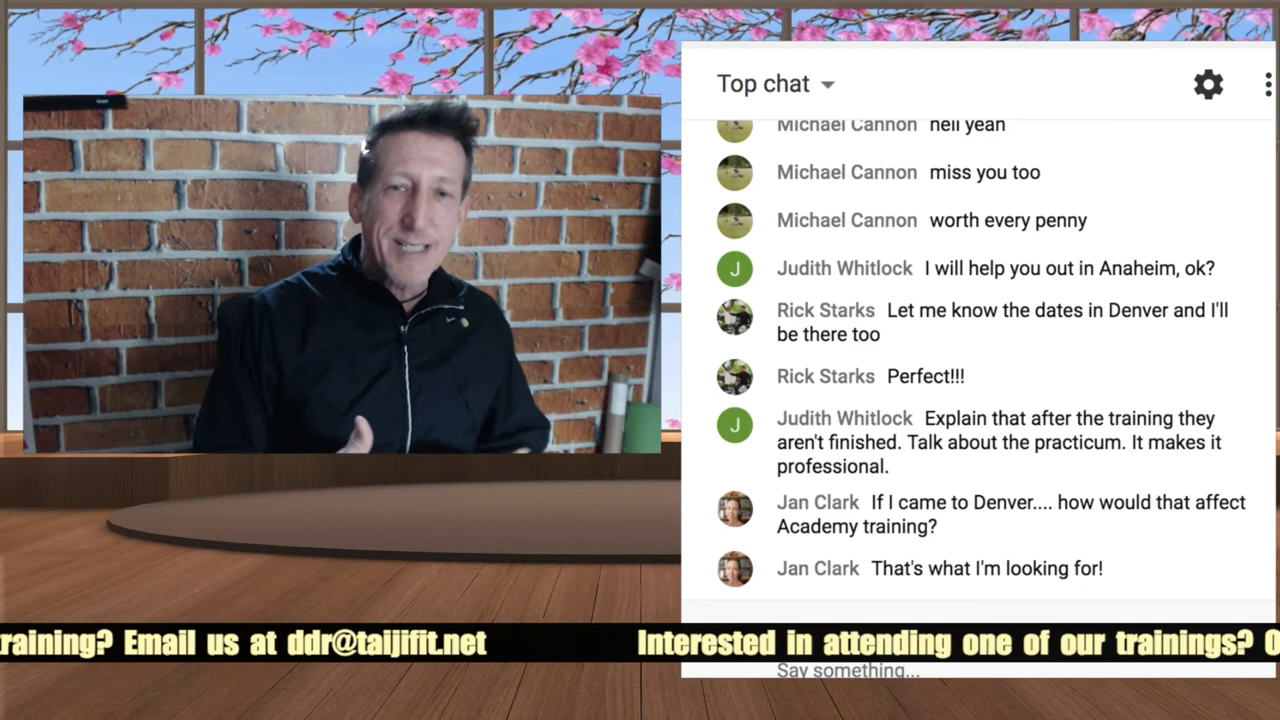 Top chat
Michael Cannon hell yeah
Michael Cannon miss you too
Michael Cannon worth every penny
J Judith Whitlock I will help you out in Anaheim, ok?
Rick Starks Let me know the dates in Denver and I'll
be there too
Rick Starks Perfect!!!
J Judith Whitlock Explain that after the training they
aren't finished. Talk about the practicum. It makes it
professional.
Jan Clark If I came to Denver.... how would that affect
Academy training?
Jan Clark That's what I'm looking for!
training? Email us at ddr@taijifit.net Interested in attending one of our trainings?
Say something...